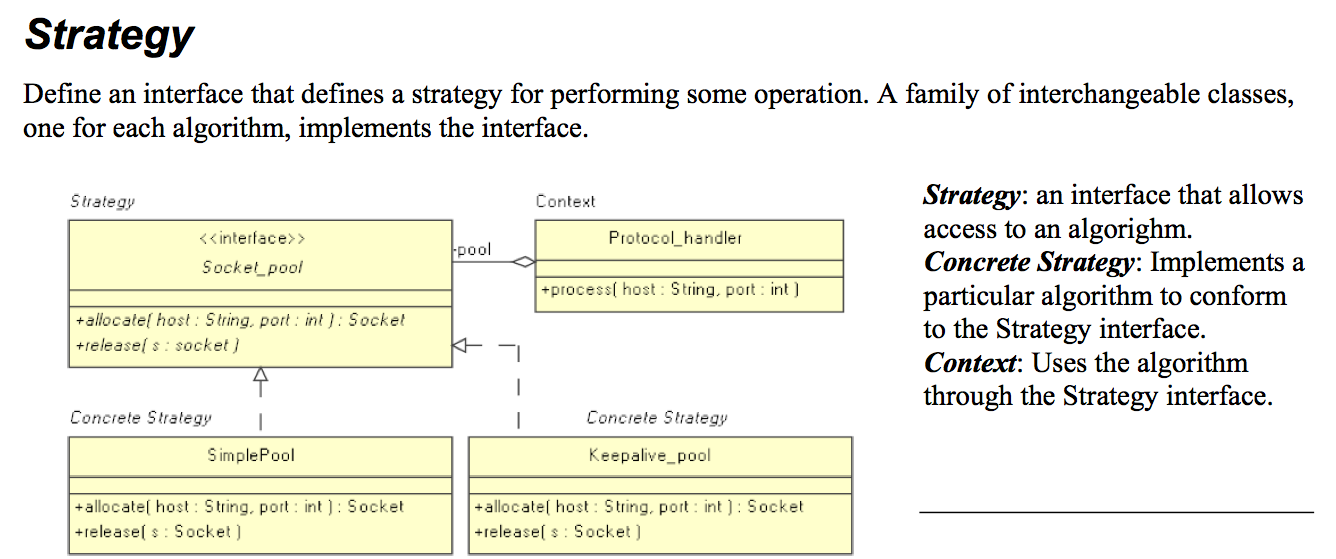 Strategy
Define an interface that defines a strategy for performing some operation. A family of interchangeable classes,
one for each algorithm, implements the interface.
Strategy
<<interface>>
Socket_pool
+allocate( host : String, port : int ) : Socket
+release( s : socket )
-pool
Context
Protocol_handler
+process( host : String, port : int )
Concrete Strategy
SimplePool
+allocate( host : String, port : int ) : Socket
+release( s : Socket )
Concrete Strategy
Keepalive_pool
+allocate( host : String, port : int ) : Socket
+release( s : Socket )
Strategy: an interface that allows
access to an algorighm.
Concrete Strategy: Implements a
particular algorithm to conform
to the Strategy interface.
Context: Uses the algorithm
through the Strategy interface.